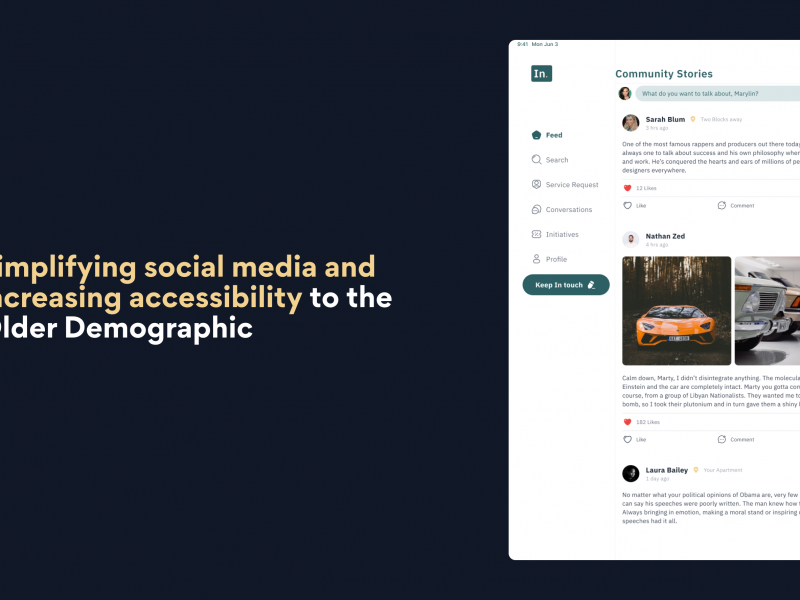 implifying social media and
creasing accessibility to the
lder Demographic
9:41 Mon Jun 3
In.
Feed
Search
Service Request
Conversations
Initiatives
Profile
Keep In touch
Community Stories
What do you want to talk about, Marylin?
Sarah Blum Two Blocks away
3 hrs ago
One of the most famous rappers and producers out there today
always one to talk about success and his own philosophy when
and work. He's conquered the hearts and ears of millions of pe
designers everywhere.
12 Likes
Like Comment
Nathan Zed
4 hrs ago
Calm down, Marty, I didn't disintegrate anything. The molecula
Einstein and the car are completely intact. Marty you gotta com
course, from a group of Libyan Nationalists. They wanted me to
bomb, so I took their plutonium and in turn gave them a shiny
182 Likes
Like Comment
Laura Bailey Your Apartment
1 day ago
No matter what your political opinions of Obama are, very few
can say his speeches were poorly written. The man knew how t
Always bringing in emotion, making a moral stand or inspiring
speeches had it all.